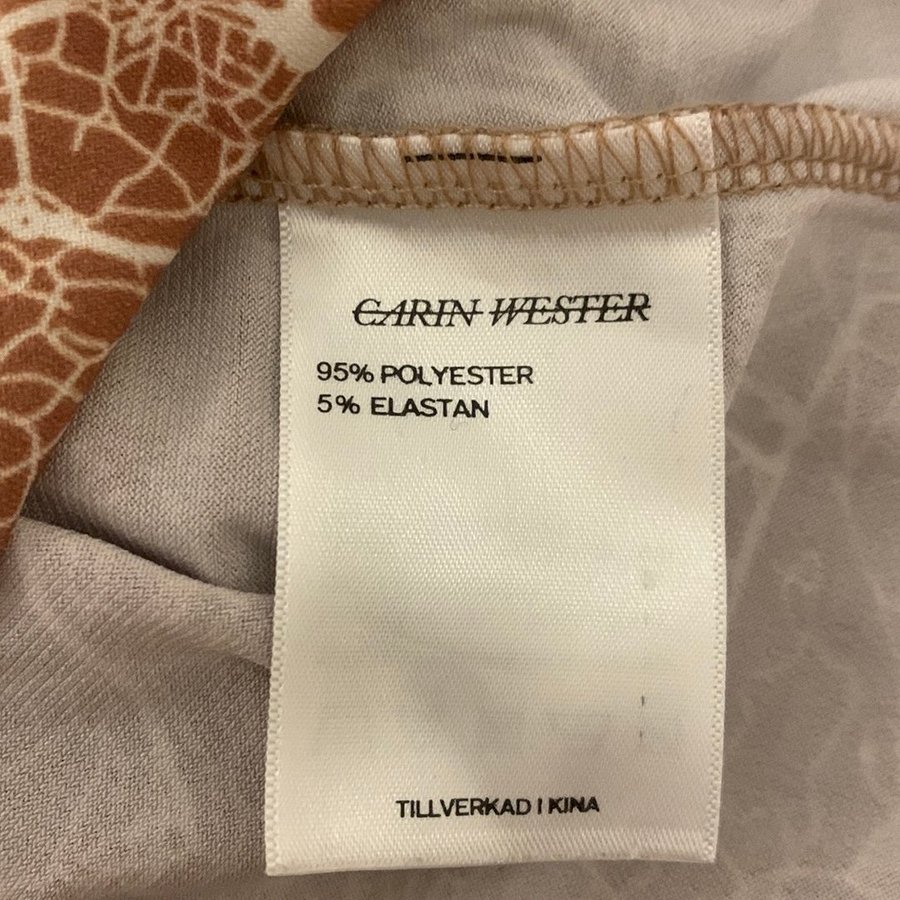 CARIN WESTER
95% POLYESTER
5% ELASTAN
TILLVERKAD I KINA